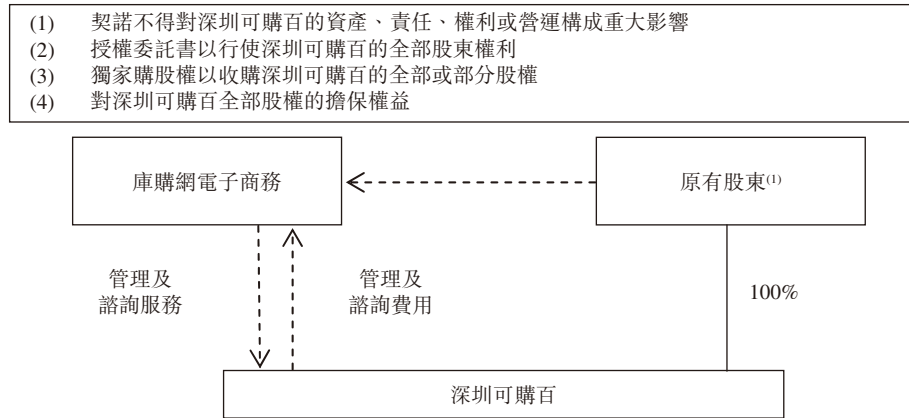 (1) 契諾不得對深圳可購百的資產、責任、權利或營運構成重大影響
(2) 授權委託書以行使深圳可購百的全部股東權利
(3) 獨家購股權以收購深圳可購百的全部或部分股權
(4) 對深圳可購百全部股權的擔保權益
庫購網電子商務
原有股東(1)
管理及
諮詢服務
管理及
諮詢費用
100%
深圳可購百